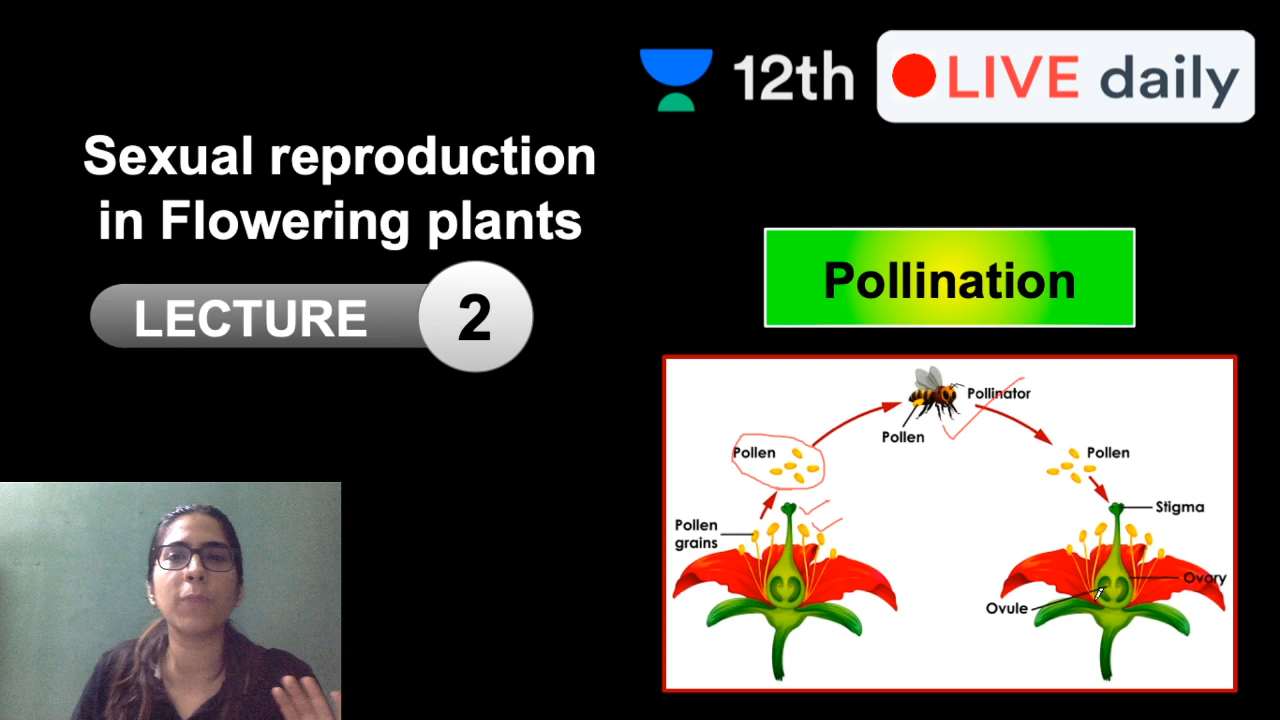 12th
LIVE daily
Sexual reproduction
in Flowering plants
LECTURE 2
Pollination
Pollinator
Pollen
Pollen
Pollen
Pollen
grains
Stigma
Ovary
Ovule